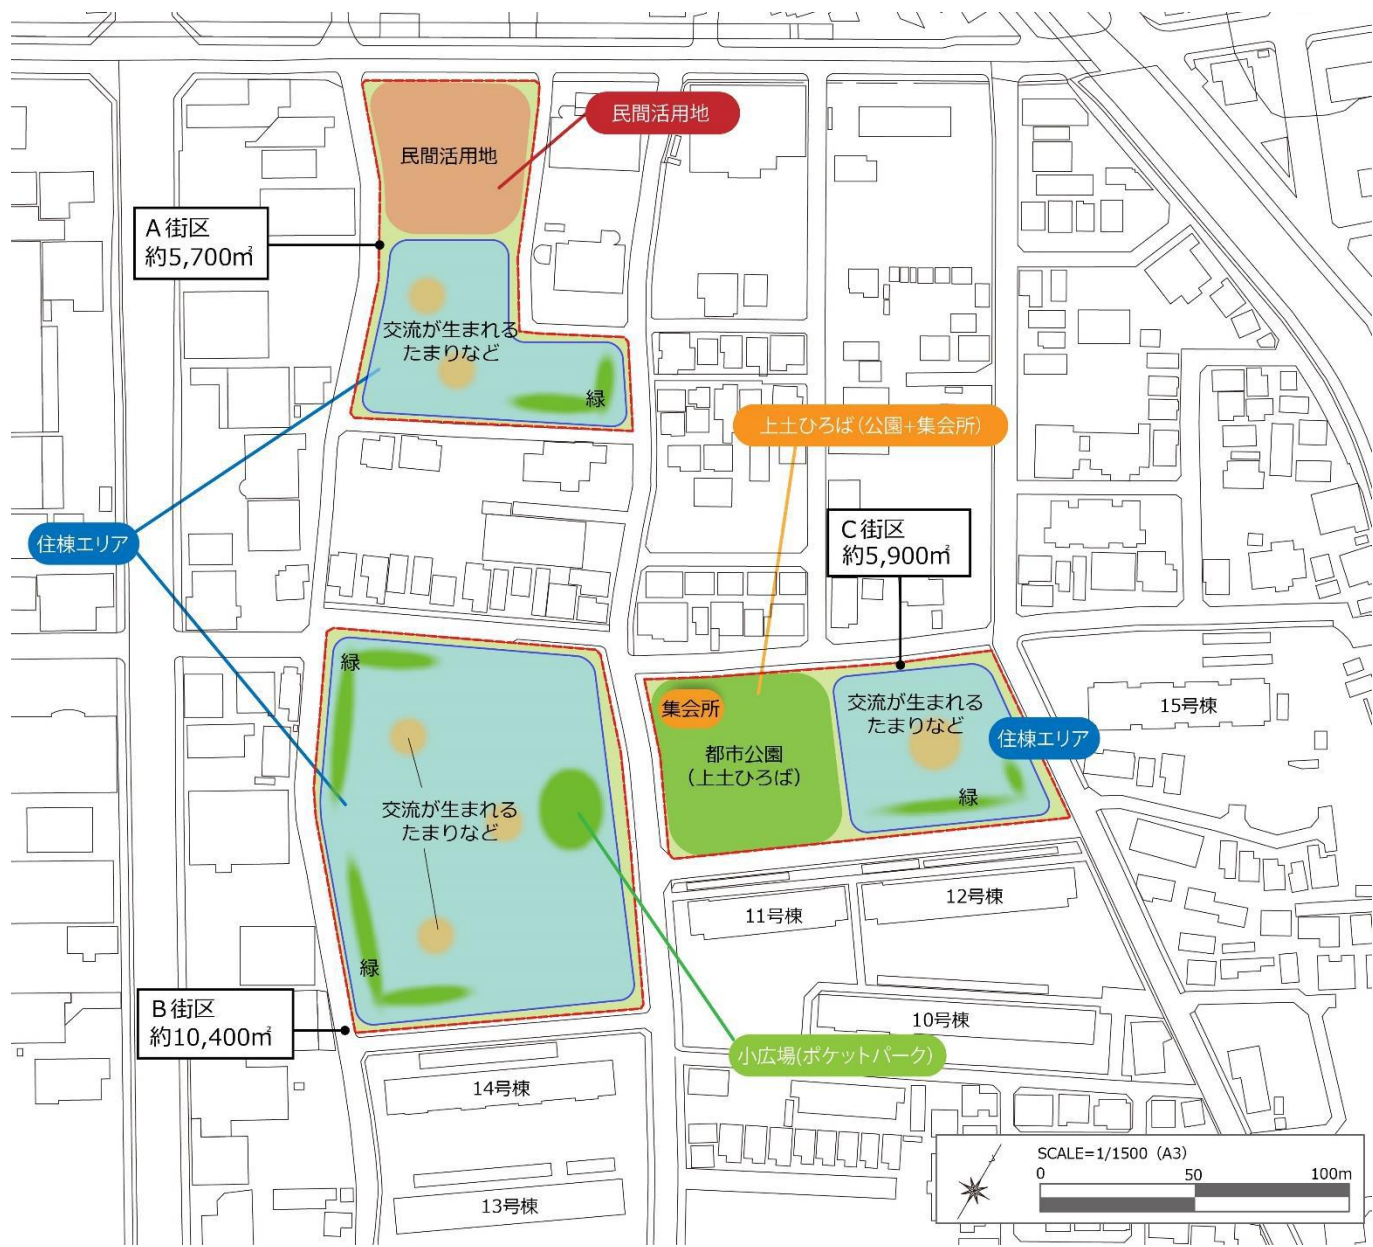 民間活用地
民間活用地
A街区
約5,700㎡
交流が生まれる
たまりなど
緑
上土ひろば(公園+集会所)
住棟エリア
C街区
約5,900㎡
緑
集会所
都市公園
(上土ひろば)
交流が生まれる
たまりなど
住棟エリア
緑
15号棟
交流が生まれる
たまりなど
緑
11号棟
12号棟
B街区
約10,400㎡
10号棟
小広場(ポケットパーク)
14号棟
13号棟
SCALE=1/1500 (A3)
0 50 100m